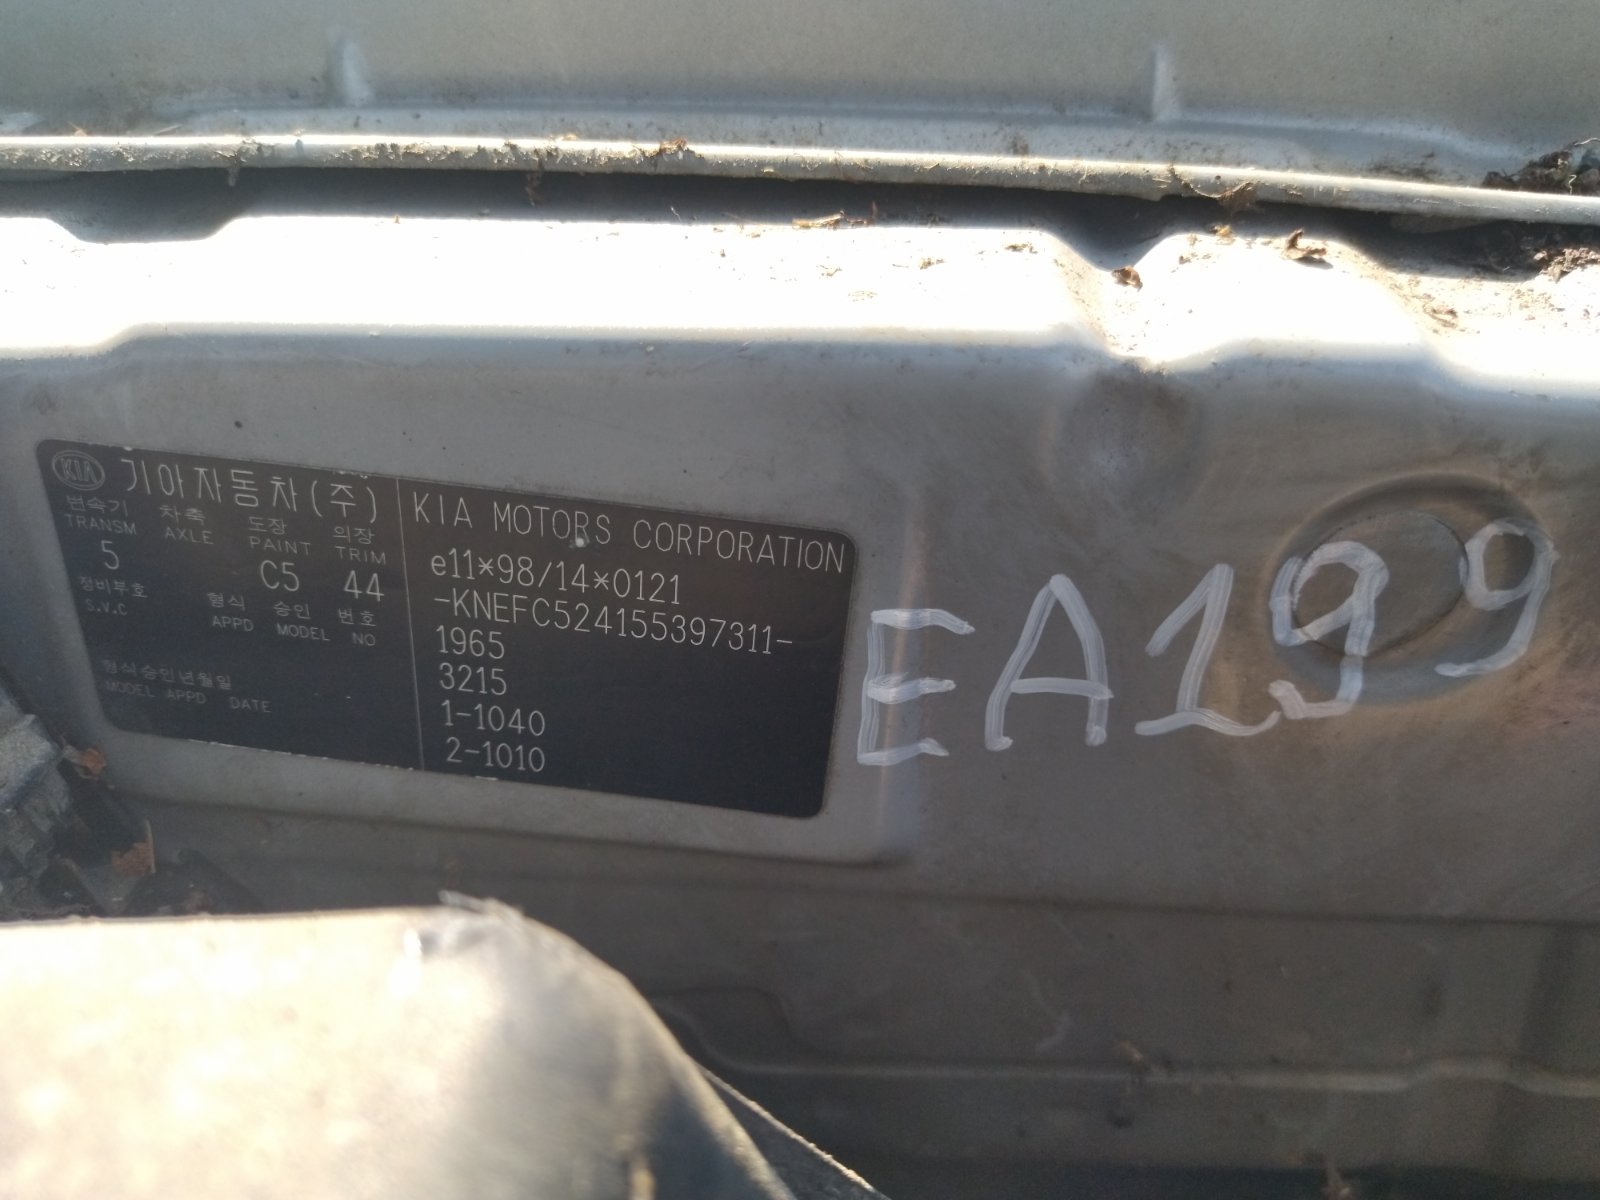 KIA 기아자동차(주)
KIA MOTORS CORPORATION
변속기 차축 도장 의장
TRANSM AXLE PAINT TRIM
5 C5 44
정비부호
S.V.C
형식 승인 번호
APPD MODEL NO
형식승인년월일
MODEL APPD DATE
e11*98/14*0121
-KNEFC524155397311-
1965
3215
1-1040
2-1010
EA199